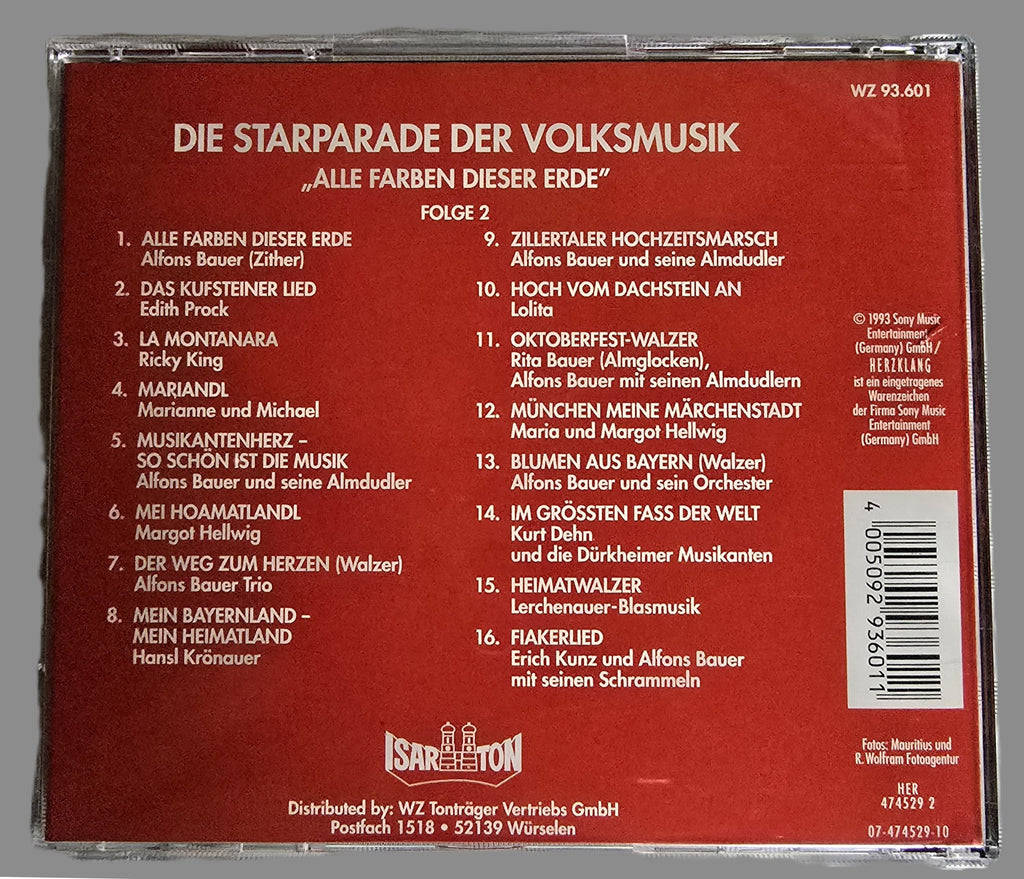 WZ 93.601
DIE STARPARADE DER VOLKSMUSIK
„ALLE FARBEN DIESER ERDE”
FOLGE 2
1. ALLE FARBEN DIESER ERDE
Alfons Bauer (Zither)
2. DAS KUFSTEINER LIED
Edith Prock
3. LA MONTANARA
Ricky King
4. MARIANDL
Marianne und Michael
5. MUSIKANTENHERZ –
SO SCHÖN IST DIE MUSIK
Alfons Bauer und seine Almdudler
6. MEI HOAMATLANDL
Margot Hellwig
7. DER WEG ZUM HERZEN (Walzer)
Alfons Bauer Trio
8. MEIN BAYERNLAND –
MEIN HEIMATLAND
Hansl Krönauer
9. ZILLERTALER HOCHZEITSMARSCH
Alfons Bauer und seine Almdudler
10. HOCH VOM DACHSTEIN AN
Lolita
11. OKTOBERFEST-WALZER
Rita Bauer (Almglocken),
Alfons Bauer mit seinen Almdudlern
12. MÜNCHEN MEINE MÄRCHENSTADT
Maria und Margot Hellwig
13. BLUMEN AUS BAYERN (Walzer)
Alfons Bauer und sein Orchester
14. IM GRÖSSTEN FASS DER WELT
Kurt Dehn
und die Dürkheimer Musikanten
15. HEIMATWALZER
Lerchenauer-Blasmusik
16. FIAKERLIED
Erich Kunz und Alfons Bauer
mit seinen Schrammeln
© 1993 Sony Music
Entertainment
(Germany) GmbH /
HERZKLANG
ist ein eingetragenes
Warenzeichen
der Firma Sony Music
Entertainment
(Germany) GmbH
4 005092 936011
Fotos: Mauritius und
R. Wolfram Fotoagentur
HER
474529 2
07-474529-10
ISAR TON
Distributed by: WZ Tonträger Vertriebs GmbH
Postfach 1518 • 52139 Würselen